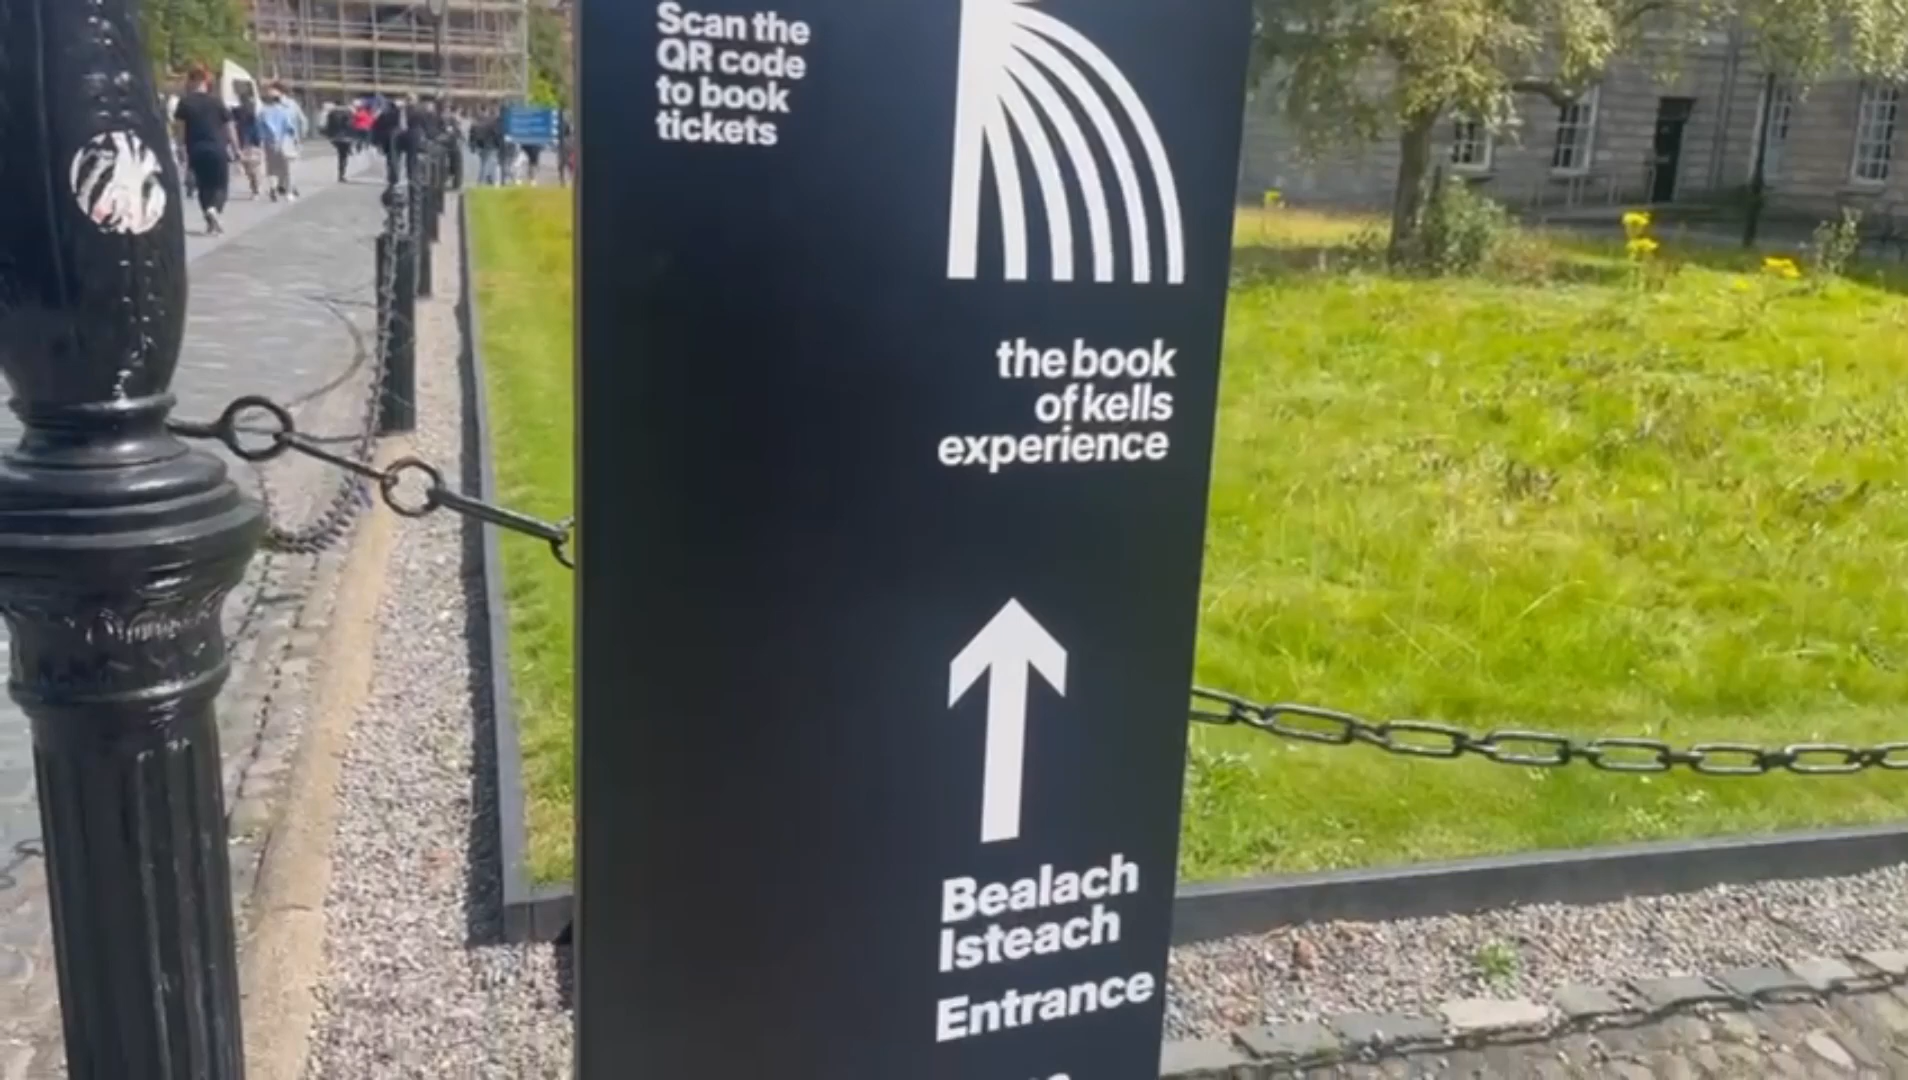 Scan the
QR code
to book
tickets
the book
of kells
experience
Bealach
Isteach
Entrance